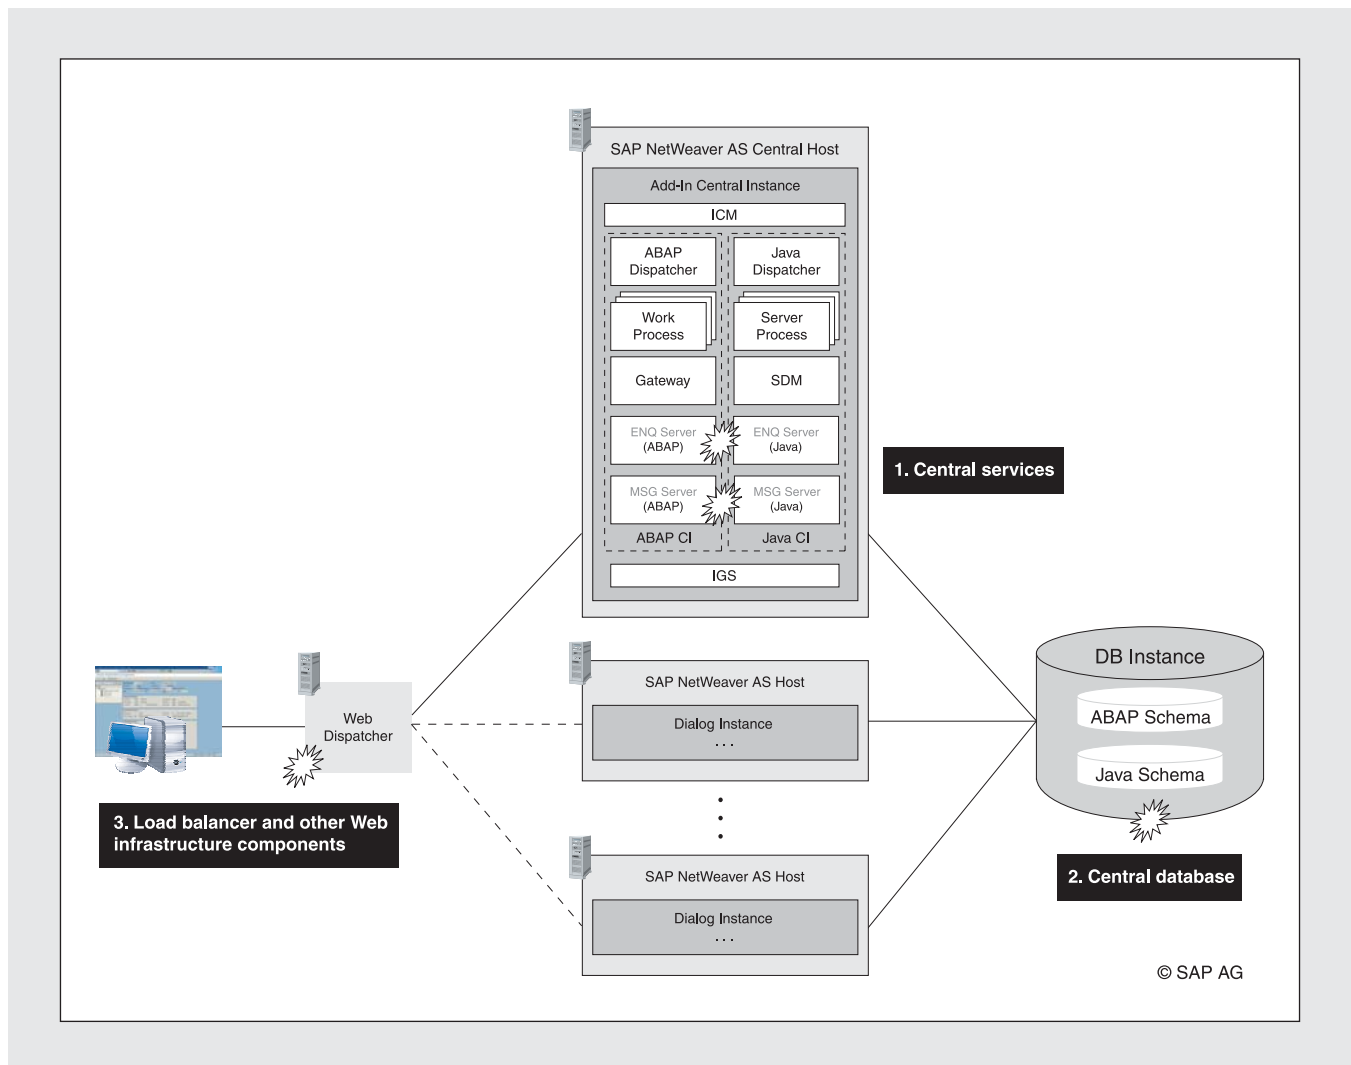 SAP NetWeaver AS Central Host
Add-In Central Instance
ICM
ABAP
Dispatcher
Java
Dispatcher
Work
Process
Server
Process
Gateway
SDM
ENQ Server
(ABAP)
ENQ Server
(Java)
MSG Server
(ABAP)
MSG Server
(Java)
ABAP CI
Java CI
IGS
1. Central services
SAP NetWeaver AS Host
Dialog Instance
. . .
Web
Dispatcher
3. Load balancer and other Web
infrastructure components
SAP NetWeaver AS Host
Dialog Instance
. . .
DB Instance
ABAP Schema
Java Schema
2. Central database
© SAP AG